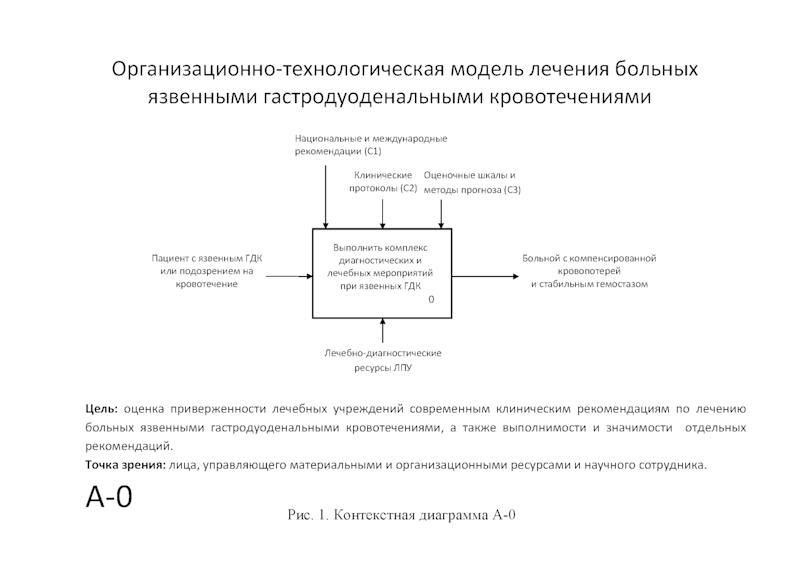 Организационно-технологическая модель лечения больных
язвенными гастродуоденальными кровотечениями
Национальные и международные
рекомендации (С1)
Клинические
протоколы (С2)
Оценочные шкалы и
методы прогноза (С3)
Пациент с язвенным ГДК
или подозрением на
кровотечение
Выполнить комплекс
диагностических и
лечебных мероприятий
при язвенных ГДК
0
Больной с компенсированной
кровопотерей
и стабильным гемостазом
Лечебно-диагностические
ресурсы ЛПУ
Цель: оценка приверженности лечебных учреждений современным клиническим рекомендациям по лечению
больных язвенными гастродуоденальными кровотечениями, а также выполнимости и значимости отдельных
рекомендаций.
Точка зрения: лица, управляющего материальными и организационными ресурсами и научного сотрудника.
А-0
Рис. 1. Контекстная диаграмма А-0